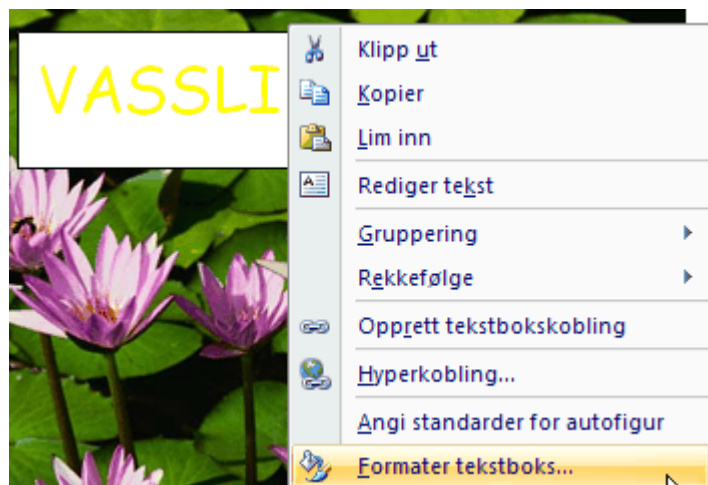 VASSLI
Klipp ut
Kopier
Lim inn
Rediger tekst
Gruppering
Rekkefølge
Opprett tekstbokskobling
Hyperkobling...
Angi standarder for autofigur
Formater tekstboks...